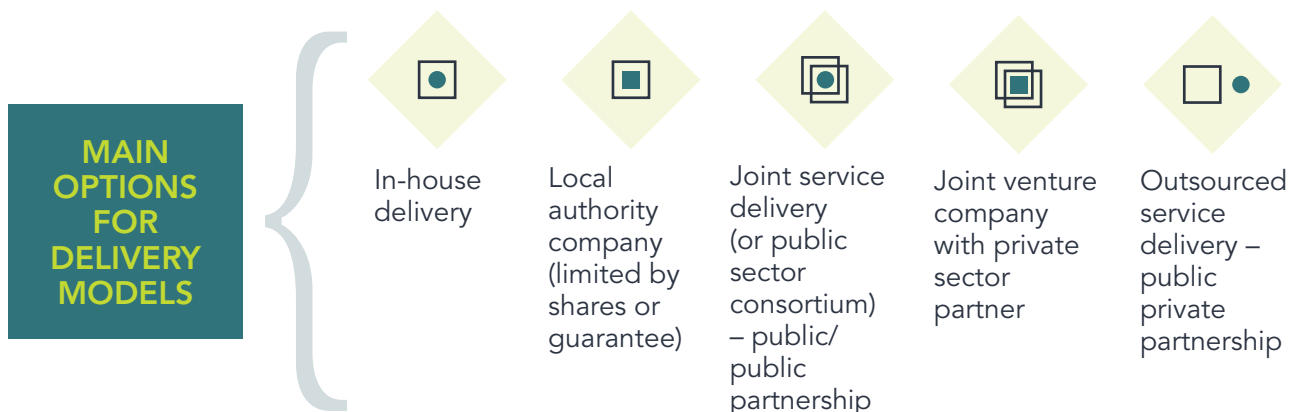 MAIN
OPTIONS
FOR
DELIVERY
MODELS
In-house
delivery
Local
authority
company
(limited by
shares or
guarantee)
Joint service
delivery
(or public
sector
consortium)
– public/
public
partnership
Joint venture
company
with private
sector
partner
Outsourced
service
delivery –
public
private
partnership